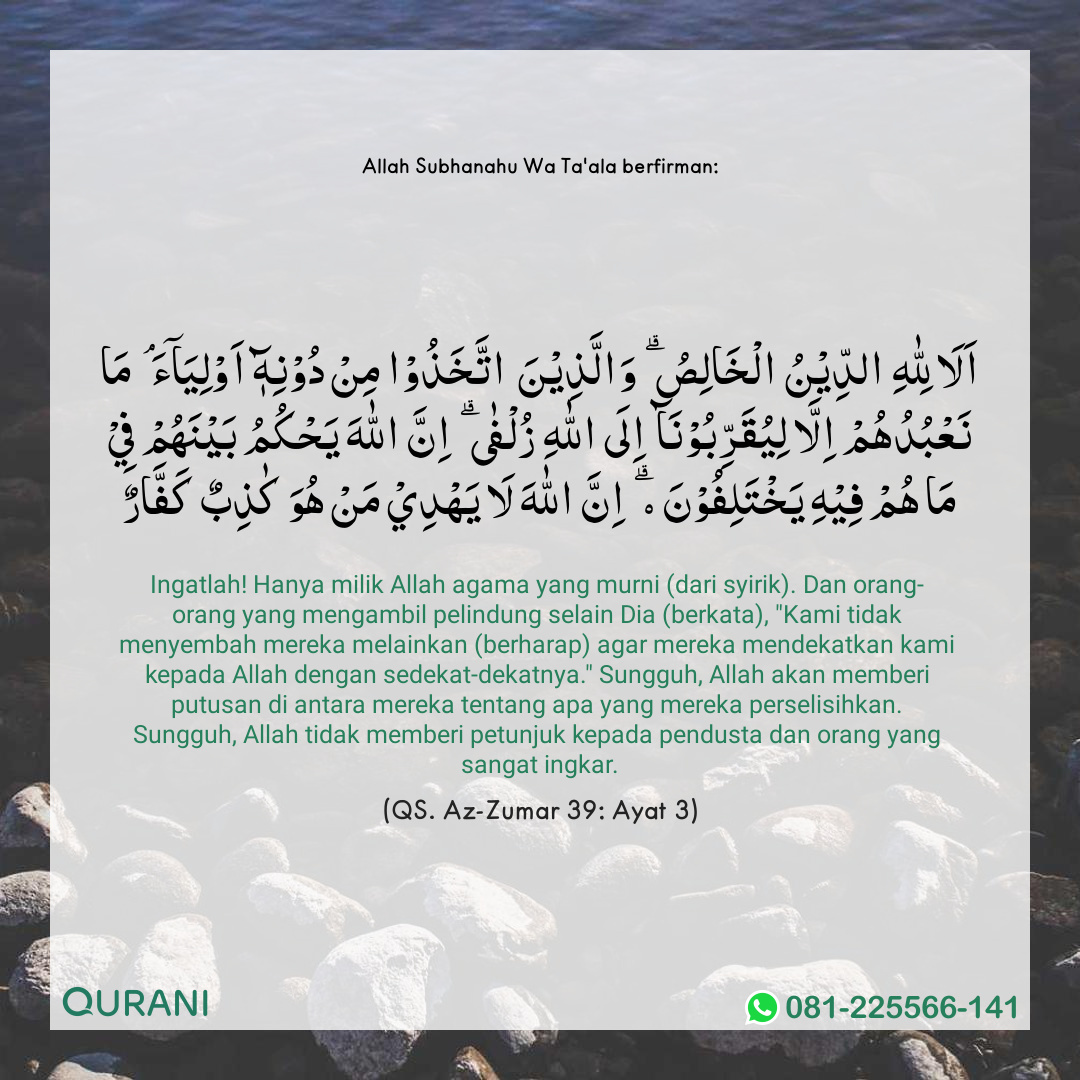 Allah Subhanahu Wa Ta'ala berfirman:
اَلَا لِلّٰهِ الدِّيْنُ الْخَالِصُ ۗ وَالَّذِيْنَ اتَّخَذُوْا مِنْ دُوْنِهٖٓ اَوْلِيَآءَ ۘ مَا
نَعْبُدُهُمْ اِلَّا لِيُقَرِّبُوْنَاۤ اِلَى اللّٰهِ زُلْفٰى ۗ اِنَّ اللّٰهَ يَحْكُمُ بَيْنَهُمْ فِيْ
مَا هُمْ فِيْهِ يَخْتَلِفُوْنَ ەۗ اِنَّ اللّٰهَ لَا يَهْدِيْ مَنْ هُوَ كٰذِبٌ كَفَّارٌ
Ingatlah! Hanya milik Allah agama yang murni (dari syirik). Dan orang-
orang yang mengambil pelindung selain Dia (berkata), "Kami tidak
menyembah mereka melainkan (berharap) agar mereka mendekatkan kami
kepada Allah dengan sedekat-dekatnya." Sungguh, Allah akan memberi
putusan di antara mereka tentang apa yang mereka perselisihkan.
Sungguh, Allah tidak memberi petunjuk kepada pendusta dan orang yang
sangat ingkar.
(QS. Az-Zumar 39: Ayat 3)
QURANI
081-225566-141